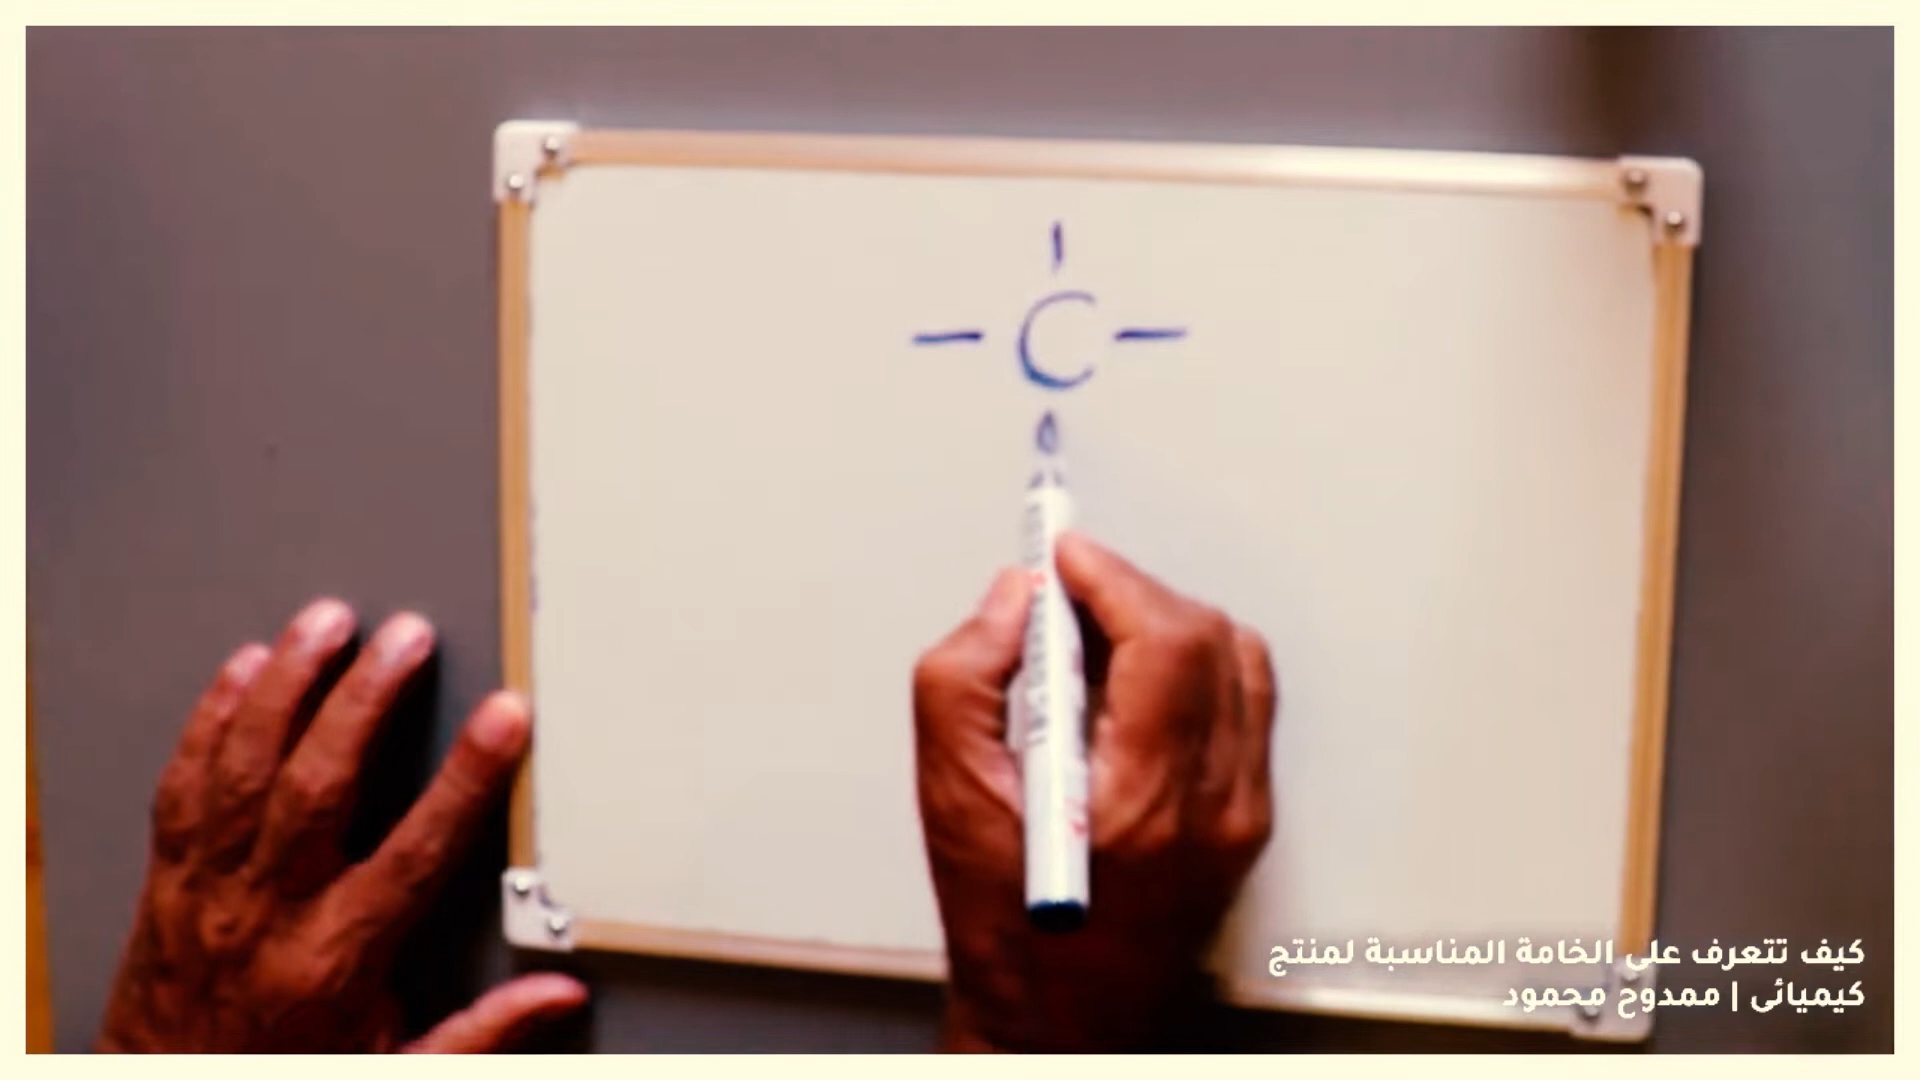 C
كيف تتعرف على الخامة المناسبة لمنتج
كيميائى | ممدوح محمود